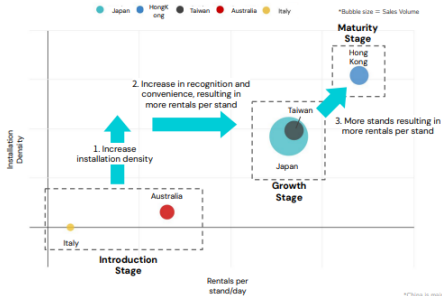 Japan
HongK
ong
Taiwan
Australia
Italy
*Bubble size = Sales Volume
Maturity
Stage
Hong
Kong
2. Increase in recognition and
convenience, resulting in
more rentals per stand
Taiwan
3. More stands resulting in
more rentals per stand
1. Increase
installation density
Installation
Density
Japan
Growth
Stage
Australia
Italy
Introduction
Stage
Rentals per
stand/day